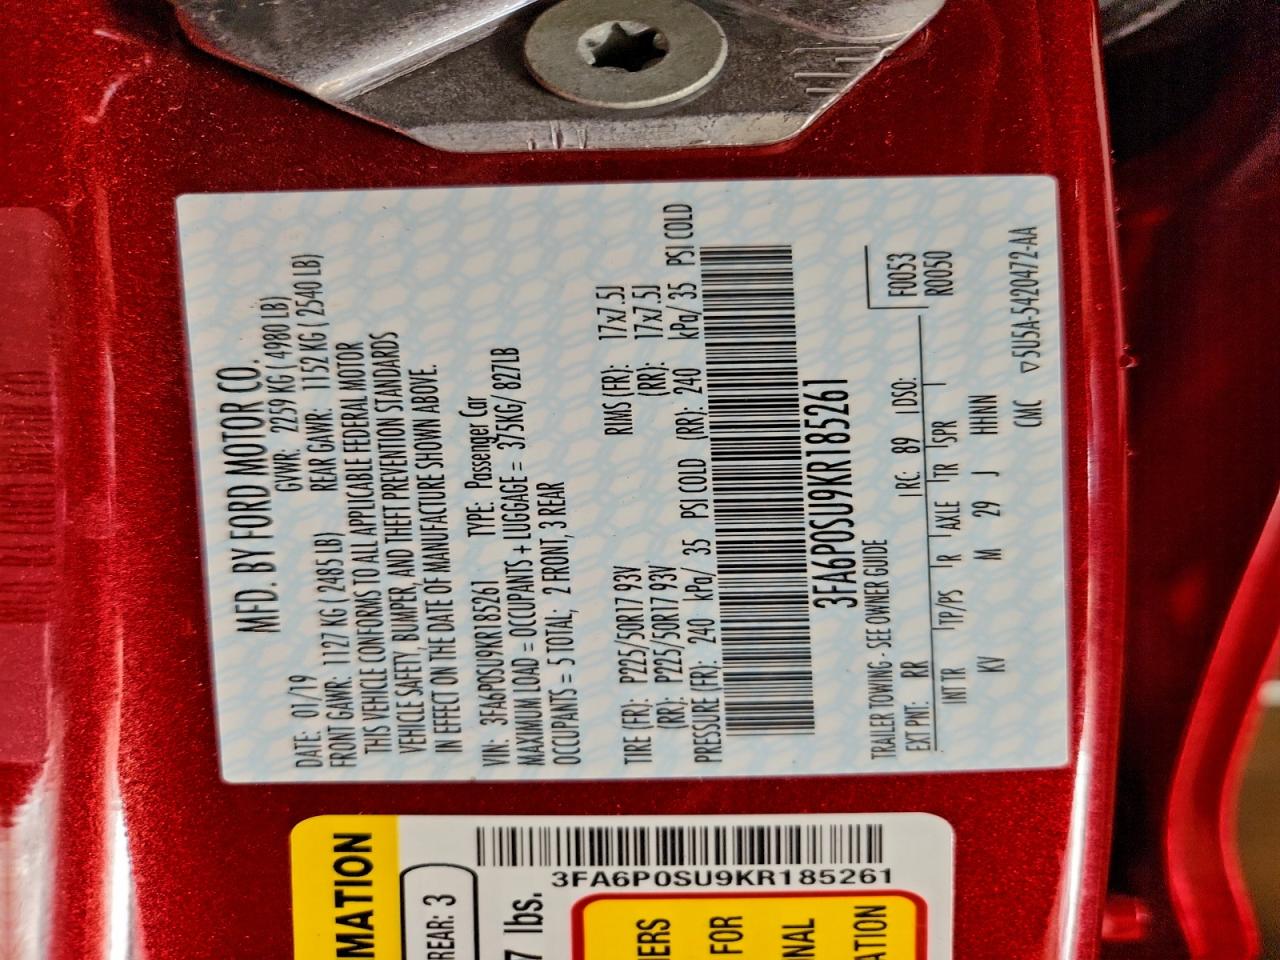 MFD. BY FORD MOTOR CO.
DATE: 01/19 GVWR: 2259 KG (4980 LB)
FRONT GAWR: 1127 KG (2485 LB) REAR GAWR: 1152 KG (2540 LB)
THIS VEHICLE CONFORMS TO ALL APPLICABLE FEDERAL MOTOR
VEHICLE SAFETY, BUMPER, AND THEFT PREVENTION STANDARDS
IN EFFECT ON THE DATE OF MANUFACTURE SHOWN ABOVE.
VIN: 3FA6P0SU9KR185261 TYPE: Passenger Car
MAXIMUM LOAD = OCCUPANTS + LUGGAGE = 375KG/ 827LB
OCCUPANTS = 5 TOTAL; 2 FRONT, 3 REAR
TIRE (FR): P225/50R17 93V RIMS (FR): 17x7.5J
(RR): P225/50R17 93V (RR): 17x7.5J
PRESSURE (FR): 240 kPa/ 35 PSI COLD (RR): 240 kPa/ 35 PSI COLD
3FA6P0SU9KR185261
TRAILER TOWING - SEE OWNER GUIDE
F0053
EXT PNT: RR RC: 89 DSO: R0050
INT TR TP/PS R AXLE TR SPR
KV M 29 J HHNN
CMC ▽5U5A-5420472-AA
MATION
REAR: 3
7 lbs.
3FA6P0SU9KR185261
ERS
FOR
NAL
ATION